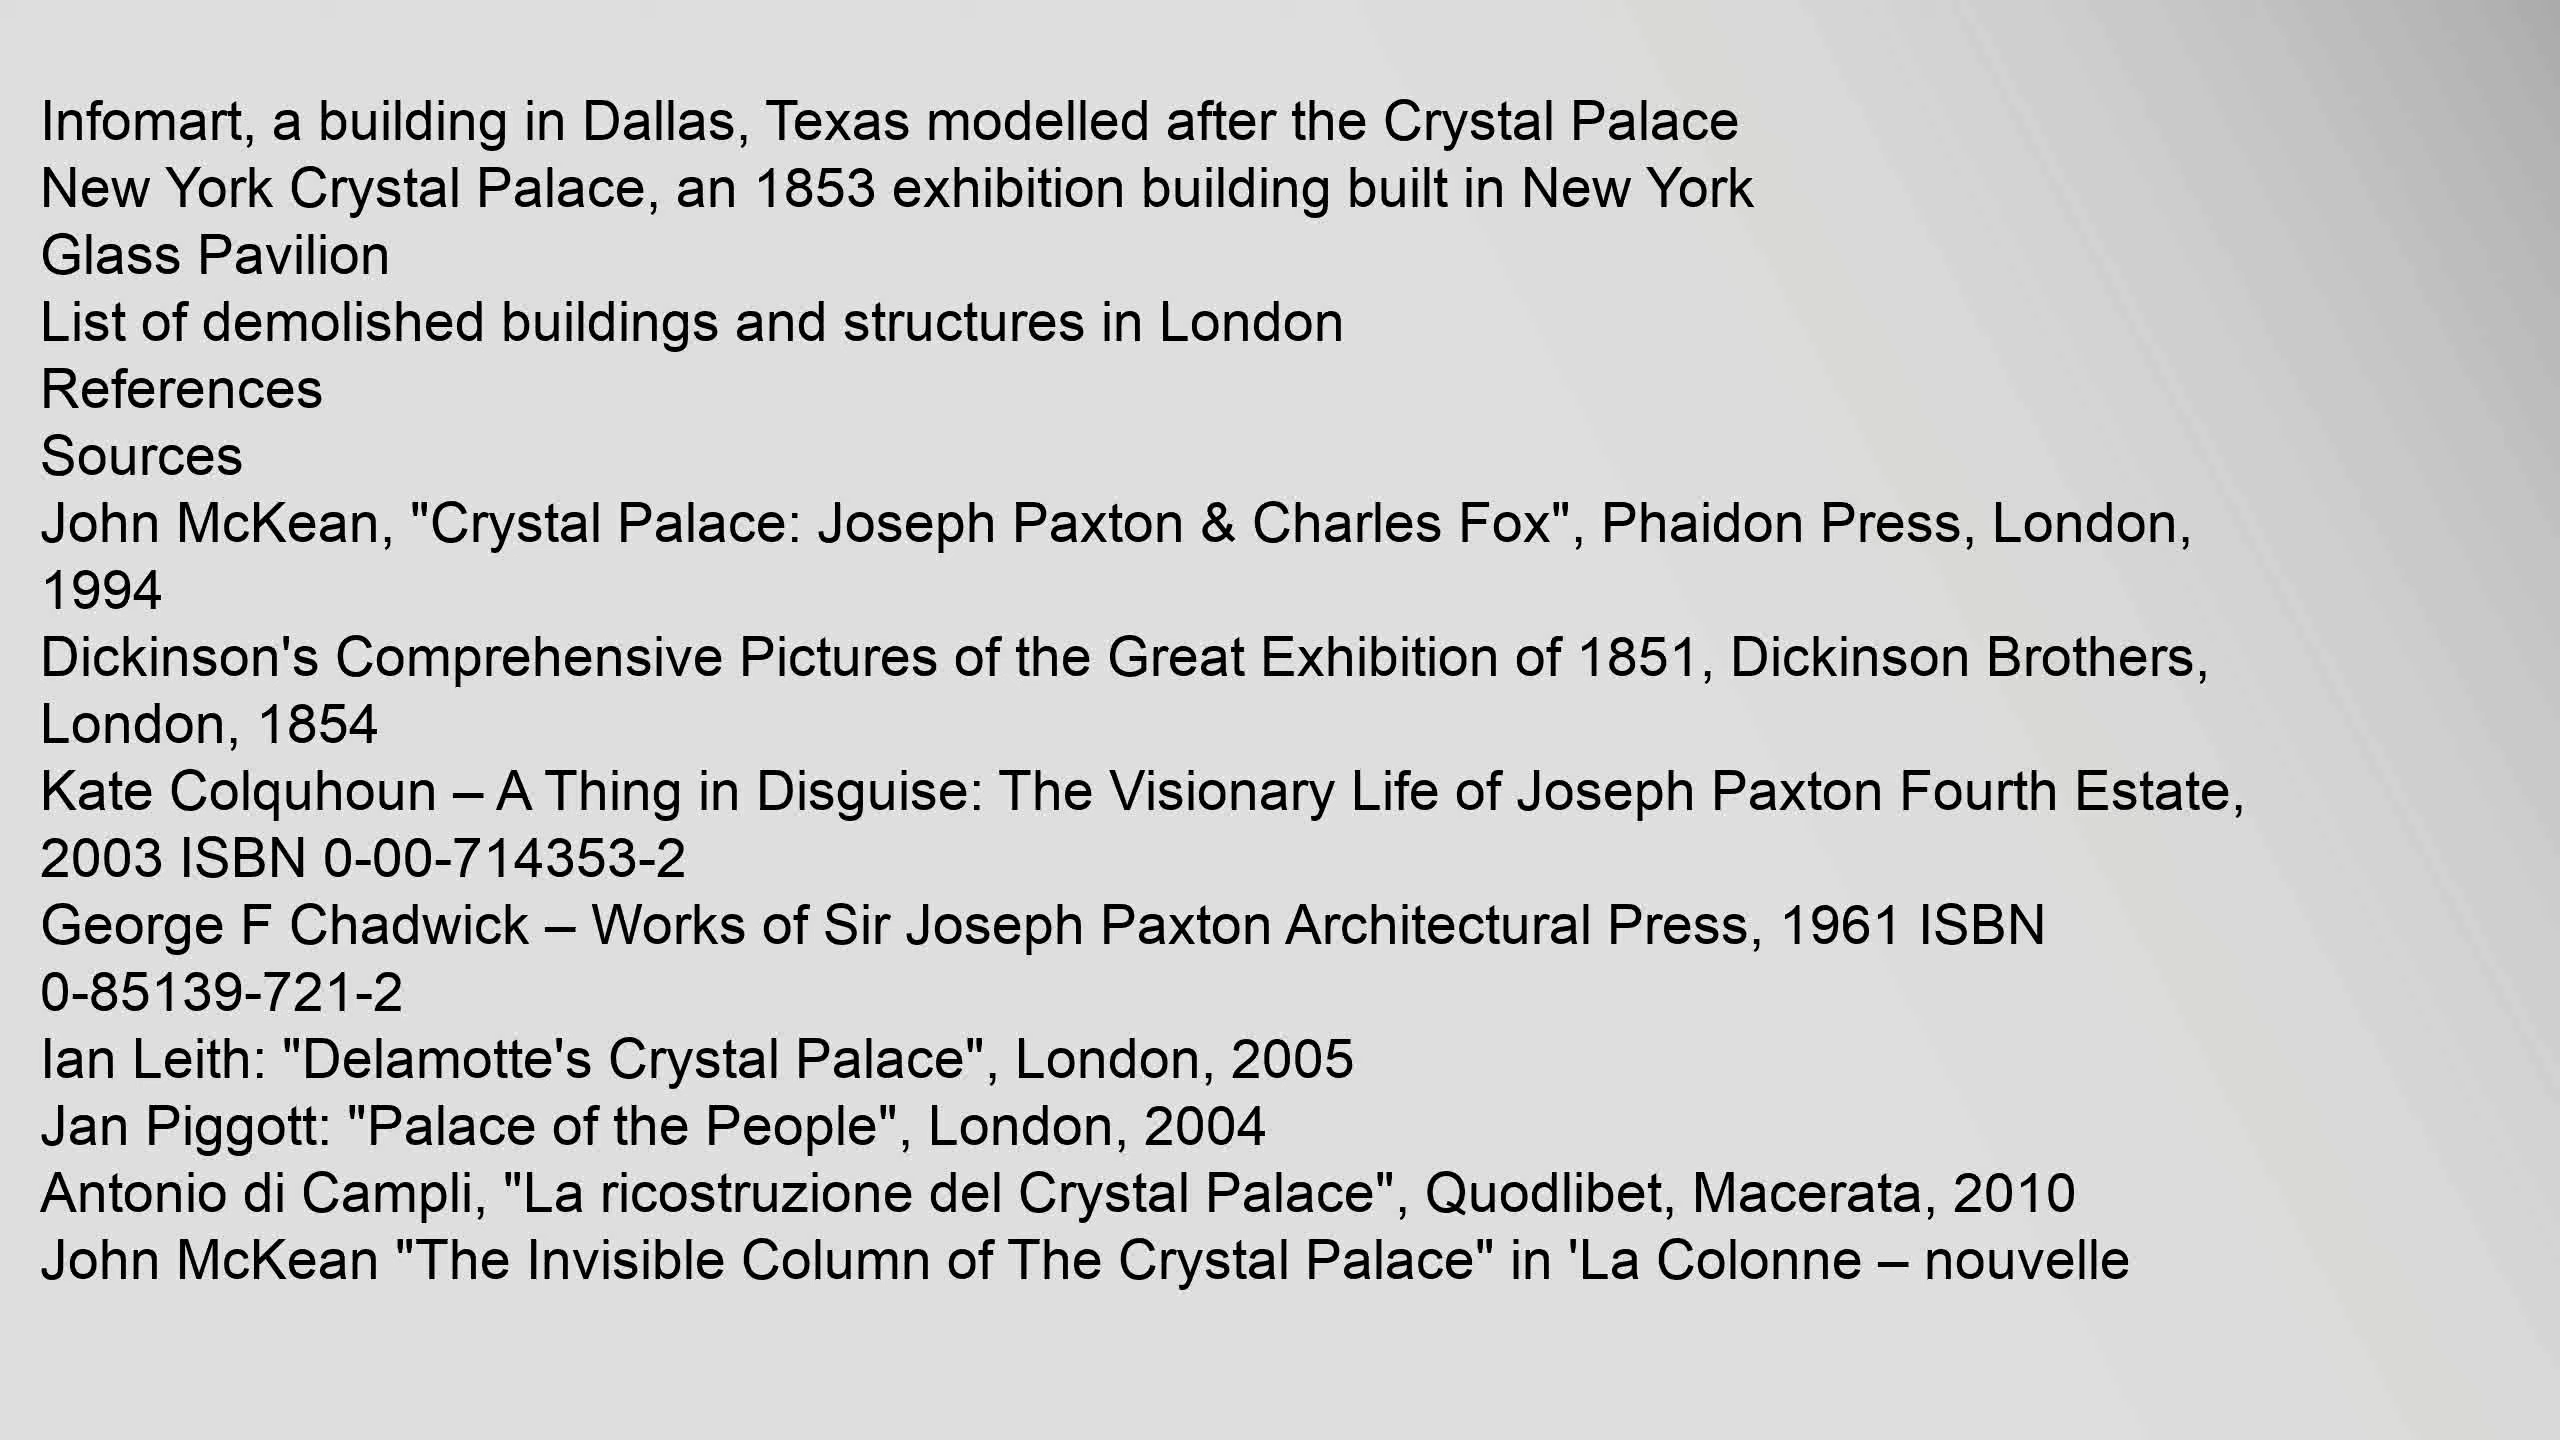 Infomart, a building in Dallas, Texas modelled after the Crystal Palace
New York Crystal Palace, an 1853 exhibition building built in New York
Glass Pavilion
List of demolished buildings and structures in London
References
Sources
John McKean, "Crystal Palace: Joseph Paxton & Charles Fox", Phaidon Press, London,
1994
Dickinson's Comprehensive Pictures of the Great Exhibition of 1851, Dickinson Brothers,
London, 1854
Kate Colquhoun – A Thing in Disguise: The Visionary Life of Joseph Paxton Fourth Estate,
2003 ISBN 0-00-714353-2
George F Chadwick – Works of Sir Joseph Paxton Architectural Press, 1961 ISBN
0-85139-721-2
Ian Leith: "Delamotte's Crystal Palace", London, 2005
Jan Piggott: "Palace of the People", London, 2004
Antonio di Campli, "La ricostruzione del Crystal Palace", Quodlibet, Macerata, 2010
John McKean "The Invisible Column of The Crystal Palace" in 'La Colonne – nouvelle